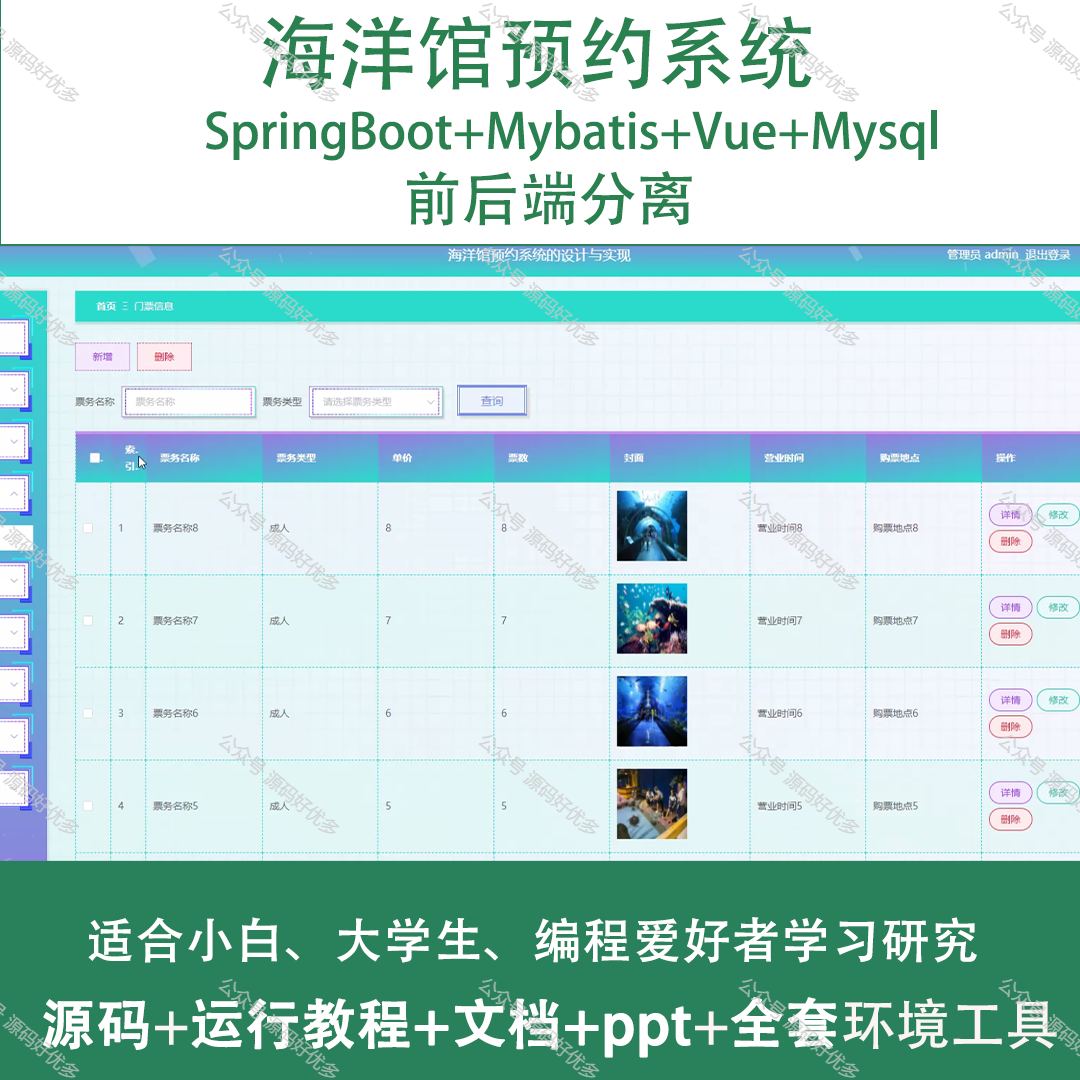 海洋馆预约系统
SpringBoot+Mybatis+Vue+Mysql
前后端分离
海洋馆预约系统的设计与实现
管理员 admin 退出登录
首页 Ξ 门票信息
新增 删除
票务名称 票务名称 票务类型 请选择票务类型 查询
索引 票务名称 票务类型 单价 票数 封面 营业时间 购票地点 操作
1 票务名称8 成人 8 8 营业时间8 购票地点8 详情 修改
删除
2 票务名称7 成人 7 7 营业时间7 购票地点7 详情 修改
删除
3 票务名称6 成人 6 6 营业时间6 购票地点6 详情 修改
删除
4 票务名称5 成人 5 5 营业时间5 购票地点5 详情 修改
删除
适合小白、大学生、编程爱好者学习研究
源码+运行教程+文档+ppt+全套环境工具
公众号 源码好优多